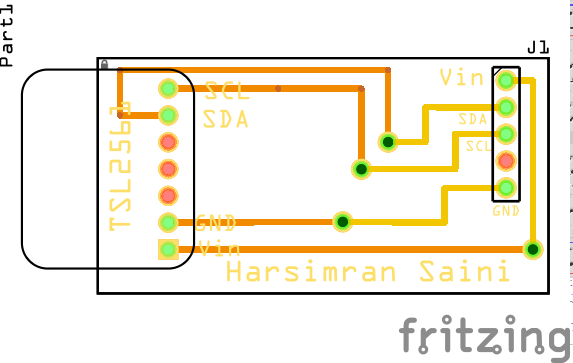 Part1
J1
Vin
SCL
SDA
SDA
SCL
TSL2561
GND
GND
Vin
Harsimran Saini
fritzing